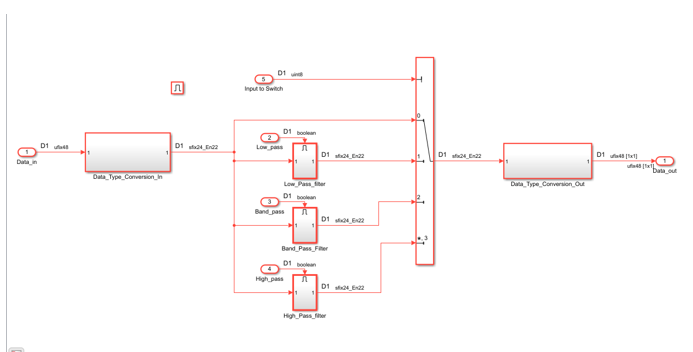 5
Input to Switch
D1 uint8
0
1
Data_in
D1 ufix48
1 1
Data_Type_Conversion_In
D1 sfix24_En22
2
Low_pass
D1 boolean
1 1
Low_Pass_filter
D1 sfix24_En22
1
3
Band_pass
D1 boolean
1 1
Band_Pass_Filter
D1 sfix24_En22
2
4
High_pass
D1 boolean
1 1
High_Pass_filter
D1 sfix24_En22
*, 3
D1 sfix24_En22
1 1
Data_Type_Conversion_Out
D1 ufix48 [1x1]
ufix48 [1x1]
1
Data_out